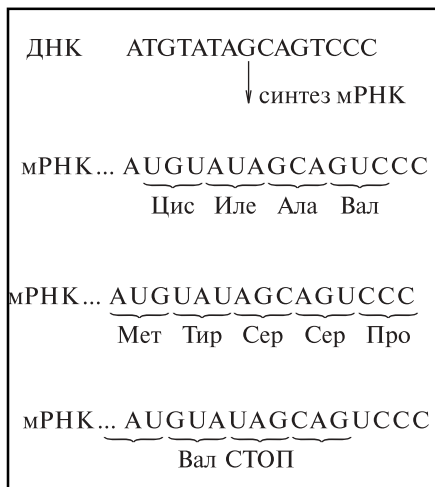 ДНК ATGTATAGCAGTCCC
синтез мРНК
мРНК... AUGUAUAGCAGUCCC
Цис Иле Ала Вал
мРНК... AUGUAUAGCAGUCCC
Мет Тир Сер Сер Про
мРНК... AUGUAUAGCAGUCCC
Вал СТОП